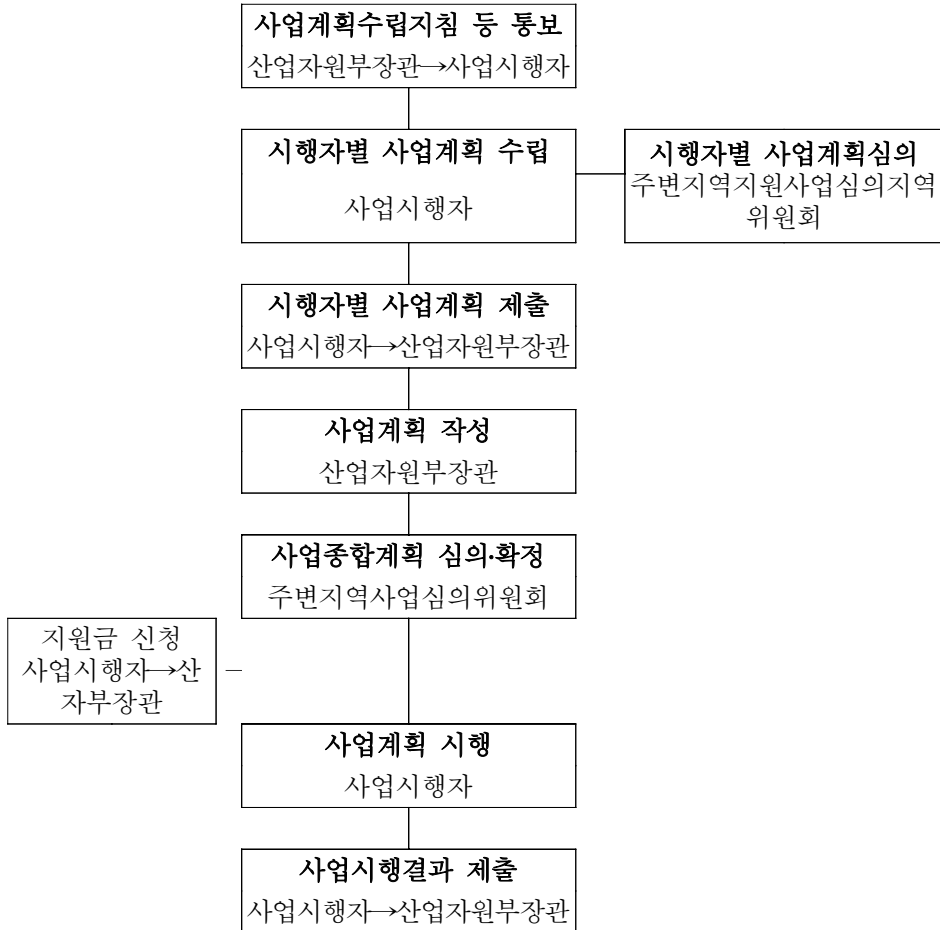 사업계획수립지침 등 통보
산업자원부장관→사업시행자
시행자별 사업계획 수립
사업시행자
시행자별 사업계획심의
주변지역지원사업심의지역
위원회
시행자별 사업계획 제출
사업시행자→산업자원부장관
사업계획 작성
산업자원부장관
사업종합계획 심의·확정
주변지역사업심의위원회
지원금 신청
사업시행자→산
자부장관
사업계획 시행
사업시행자
사업시행결과 제출
사업시행자→산업자원부장관